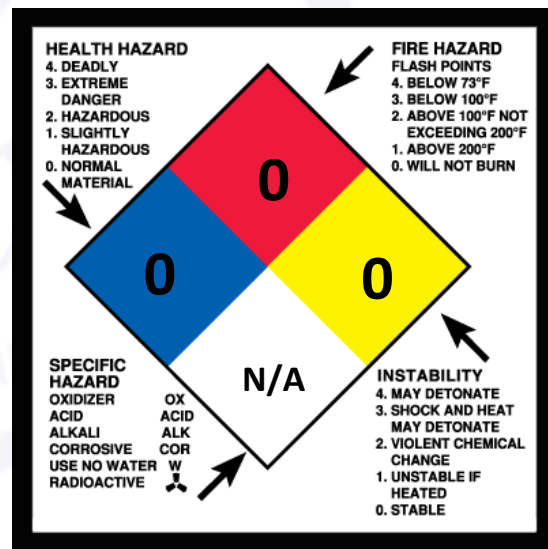 HEALTH HAZARD
4. DEADLY
3. EXTREME
DANGER
2. HAZARDOUS
1. SLIGHTLY
HAZARDOUS
0. NORMAL
MATERIAL
FIRE HAZARD
FLASH POINTS
4. BELOW 73°F
3. BELOW 100°F
2. ABOVE 100°F NOT
EXCEEDING 200°F
1. ABOVE 200°F
0. WILL NOT BURN
0
0
0
N/A
SPECIFIC
HAZARD
OXIDIZER OX
ACID ACID
ALKALI ALK
CORROSIVE COR
USE NO WATER W
RADIOACTIVE
INSTABILITY
4. MAY DETONATE
3. SHOCK AND HEAT
MAY DETONATE
2. VIOLENT CHEMICAL
CHANGE
1. UNSTABLE IF
HEATED
0. STABLE